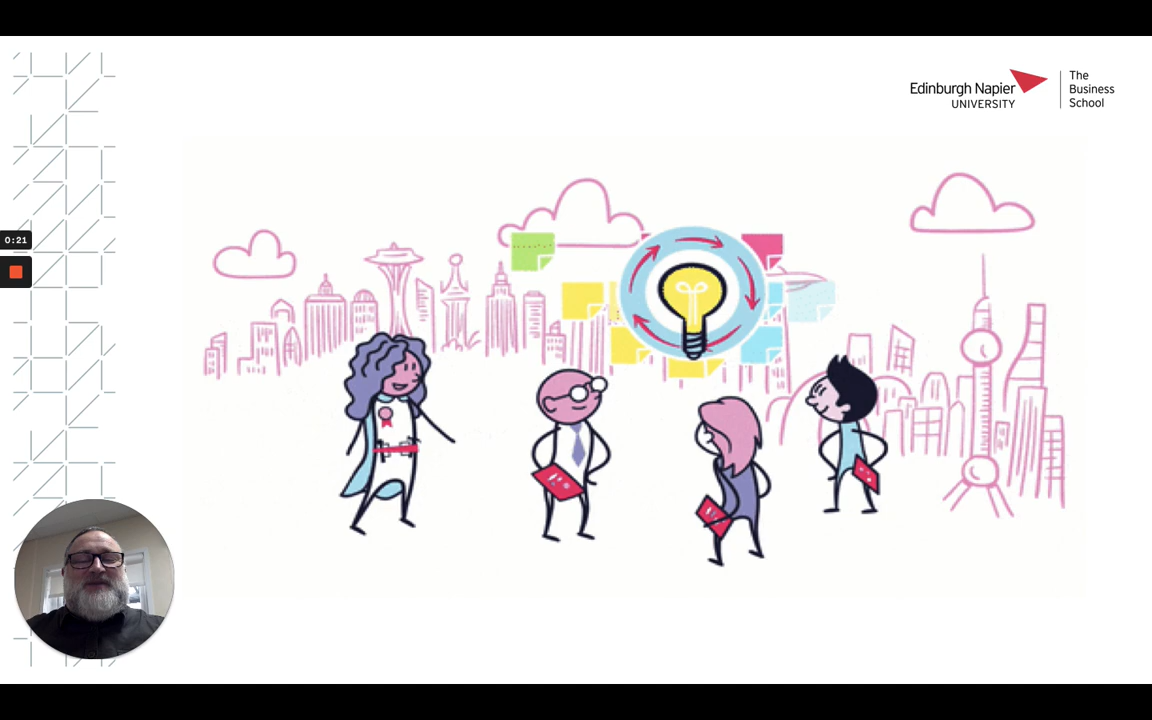 Edinburgh Napier
UNIVERSITY
The
Business
School
0:21